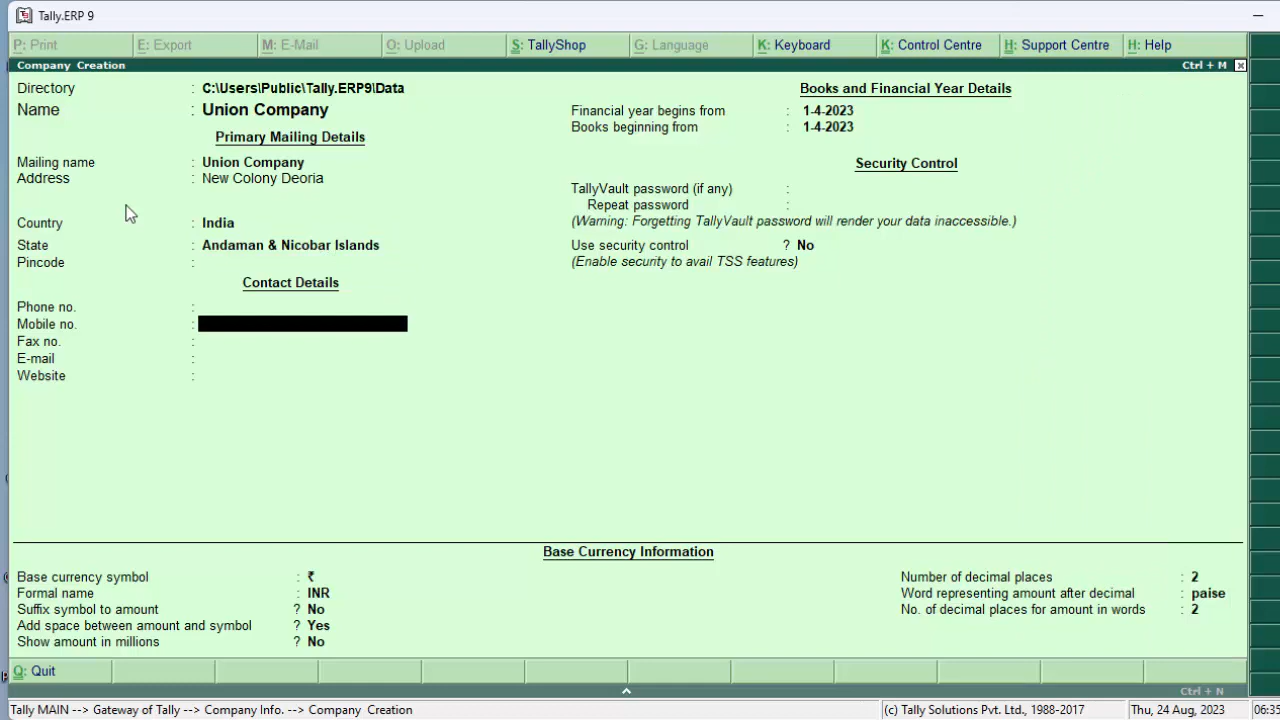 Tally.ERP 9
P: Print E: Export M: E-Mail O: Upload S: TallyShop G: Language K: Keyboard K: Control Centre H: Support Centre H: Help
Company Creation Ctrl + M
Directory : C:\Users\Public\Tally.ERP9\Data
Name : Union Company
Primary Mailing Details
Mailing name : Union Company
Address : New Colony Deoria
Country : India
State : Andaman & Nicobar Islands
Pincode :
Contact Details
Phone no. :
Mobile no. :
Fax no. :
E-mail :
Website :
Books and Financial Year Details
Financial year begins from : 1-4-2023
Books beginning from : 1-4-2023
Security Control
TallyVault password (if any) :
Repeat password :
(Warning: Forgetting TallyVault password will render your data inaccessible.)
Use security control ? No
(Enable security to avail TSS features)
Base Currency Information
Base currency symbol : ₹
Formal name : INR
Suffix symbol to amount ? No
Add space between amount and symbol ? Yes
Show amount in millions ? No
Number of decimal places : 2
Word representing amount after decimal : paise
No. of decimal places for amount in words : 2
Q: Quit
Ctrl + N
Tally MAIN --> Gateway of Tally --> Company Info. --> Company Creation (c) Tally Solutions Pvt. Ltd., 1988-2017 Thu, 24 Aug, 2023 06:35